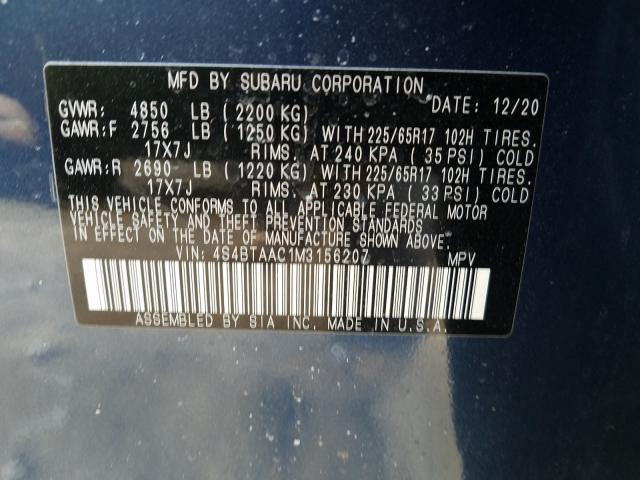 MFD BY SUBARU CORPORATION
GVWR: 4850 LB ( 2200 KG) DATE: 12/20
GAWR:F 2756 LB ( 1250 KG) WITH 225/65R17 102H TIRES.
17X7J RIMS. AT 240 KPA ( 35 PSI) COLD
GAWR:R 2690 LB ( 1220 KG) WITH 225/65R17 102H TIRES.
17X7J RIMS. AT 230 KPA ( 33 PSI) COLD
THIS VEHICLE CONFORMS TO ALL APPLICABLE FEDERAL MOTOR
VEHICLE SAFETY AND THEFT PREVENTION STANDARDS
IN EFFECT ON THE DATE OF MANUFACTURE SHOWN ABOVE.
VIN: 4S4BTAAC1M3156207 MPV
ASSEMBLED BY SIA INC. MADE IN U.S.A.